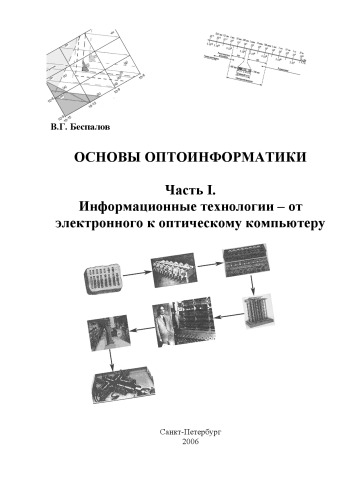 В.Г. Беспалов
ОСНОВЫ ОПТОИНФОРМАТИКИ
Часть I.
Информационные технологии – от
электронного к оптическому компьютеру
Санкт-Петербург
2006